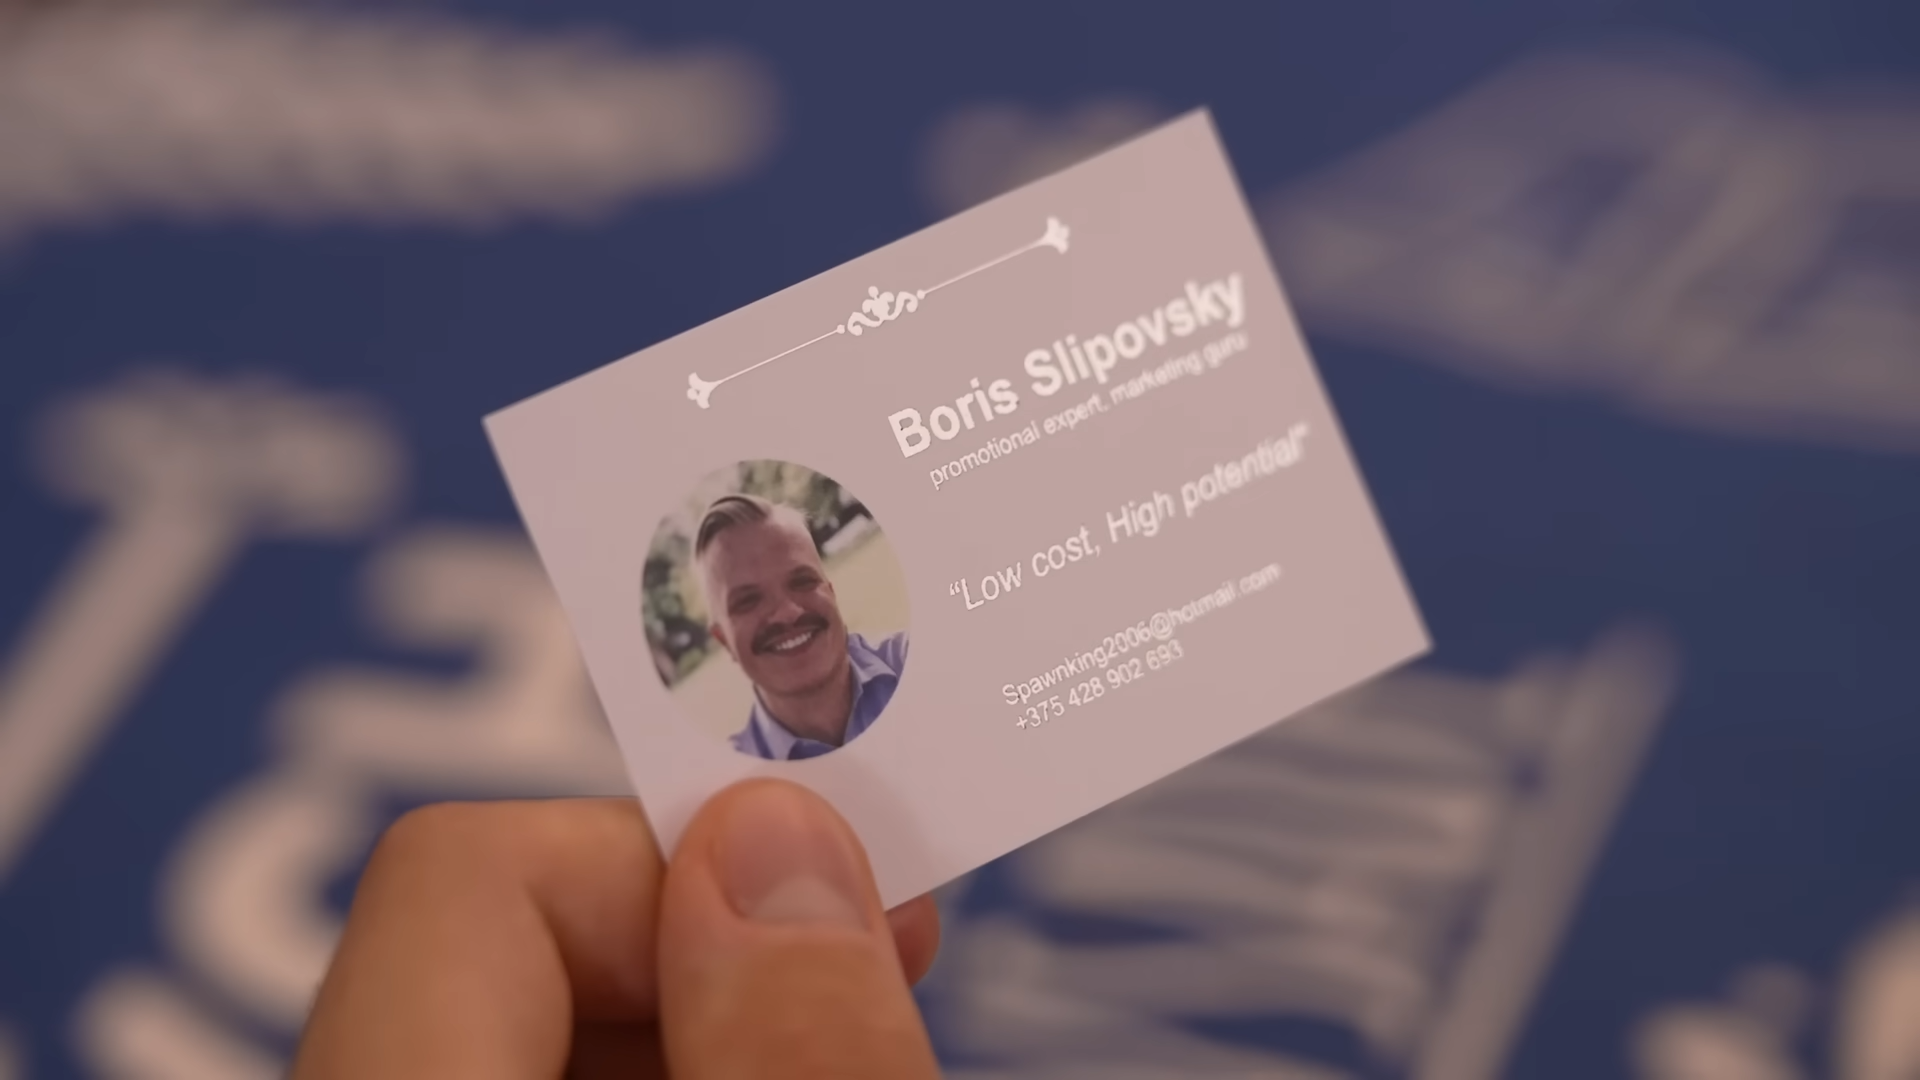 Boris Slipovsky
promotional expert, marketing guru
“Low cost, High potential“
Spawnking2006@hotmail.com
+375 428 902 693